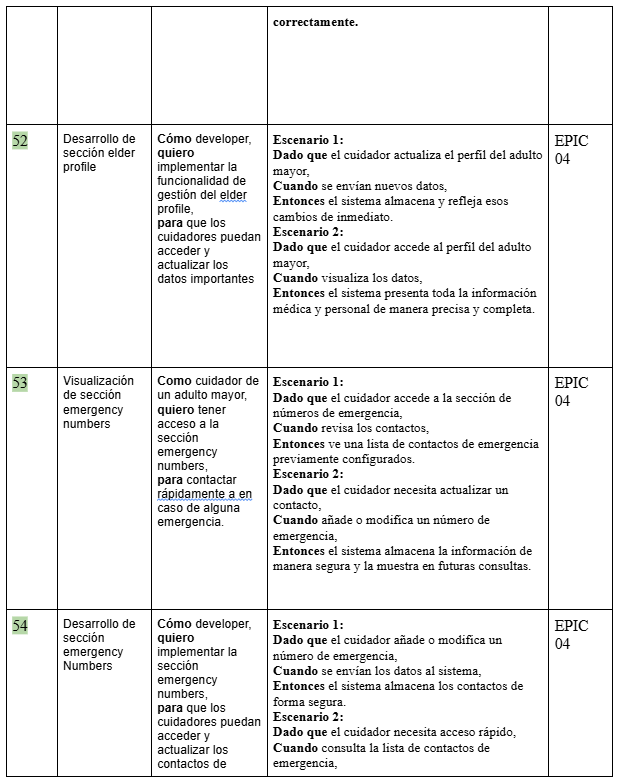 correctamente.
52
Desarrollo de
sección elder
profile
Cómo developer,
quiero
implementar la
funcionalidad de
gestión del elder
profile,
para que los
cuidadores puedan
acceder y
actualizar los
datos importantes
Escenario 1:
Dado que el cuidador actualiza el perfil del adulto
mayor,
Cuando se envían nuevos datos,
Entonces el sistema almacena y refleja esos
cambios de inmediato.
Escenario 2:
Dado que el cuidador accede al perfil del adulto
mayor,
Cuando visualiza los datos,
Entonces el sistema presenta toda la información
médica y personal de manera precisa y completa.
EPIC
04
53
Visualización
de sección
emergency
numbers
Como cuidador de
un adulto mayor,
quiero tener
acceso a la
sección
emergency
numbers,
para contactar
rápidamente a en
caso de alguna
emergencia.
Escenario 1:
Dado que el cuidador accede a la sección de
números de emergencia,
Cuando revisa los contactos,
Entonces ve una lista de contactos de emergencia
previamente configurados.
Escenario 2:
Dado que el cuidador necesita actualizar un
contacto,
Cuando añade o modifica un número de
emergencia,
Entonces el sistema almacena la información de
manera segura y la muestra en futuras consultas.
EPIC
04
54
Desarrollo de
sección
emergency
Numbers
Cómo developer,
quiero
implementar la
sección
emergency
numbers,
para que los
cuidadores puedan
acceder y
actualizar los
contactos de
Escenario 1:
Dado que el cuidador añade o modifica un
número de emergencia,
Cuando se envían los datos al sistema,
Entonces el sistema almacena los contactos de
forma segura.
Escenario 2:
Dado que el cuidador necesita acceso rápido,
Cuando consulta la lista de contactos de
emergencia,
EPIC
04